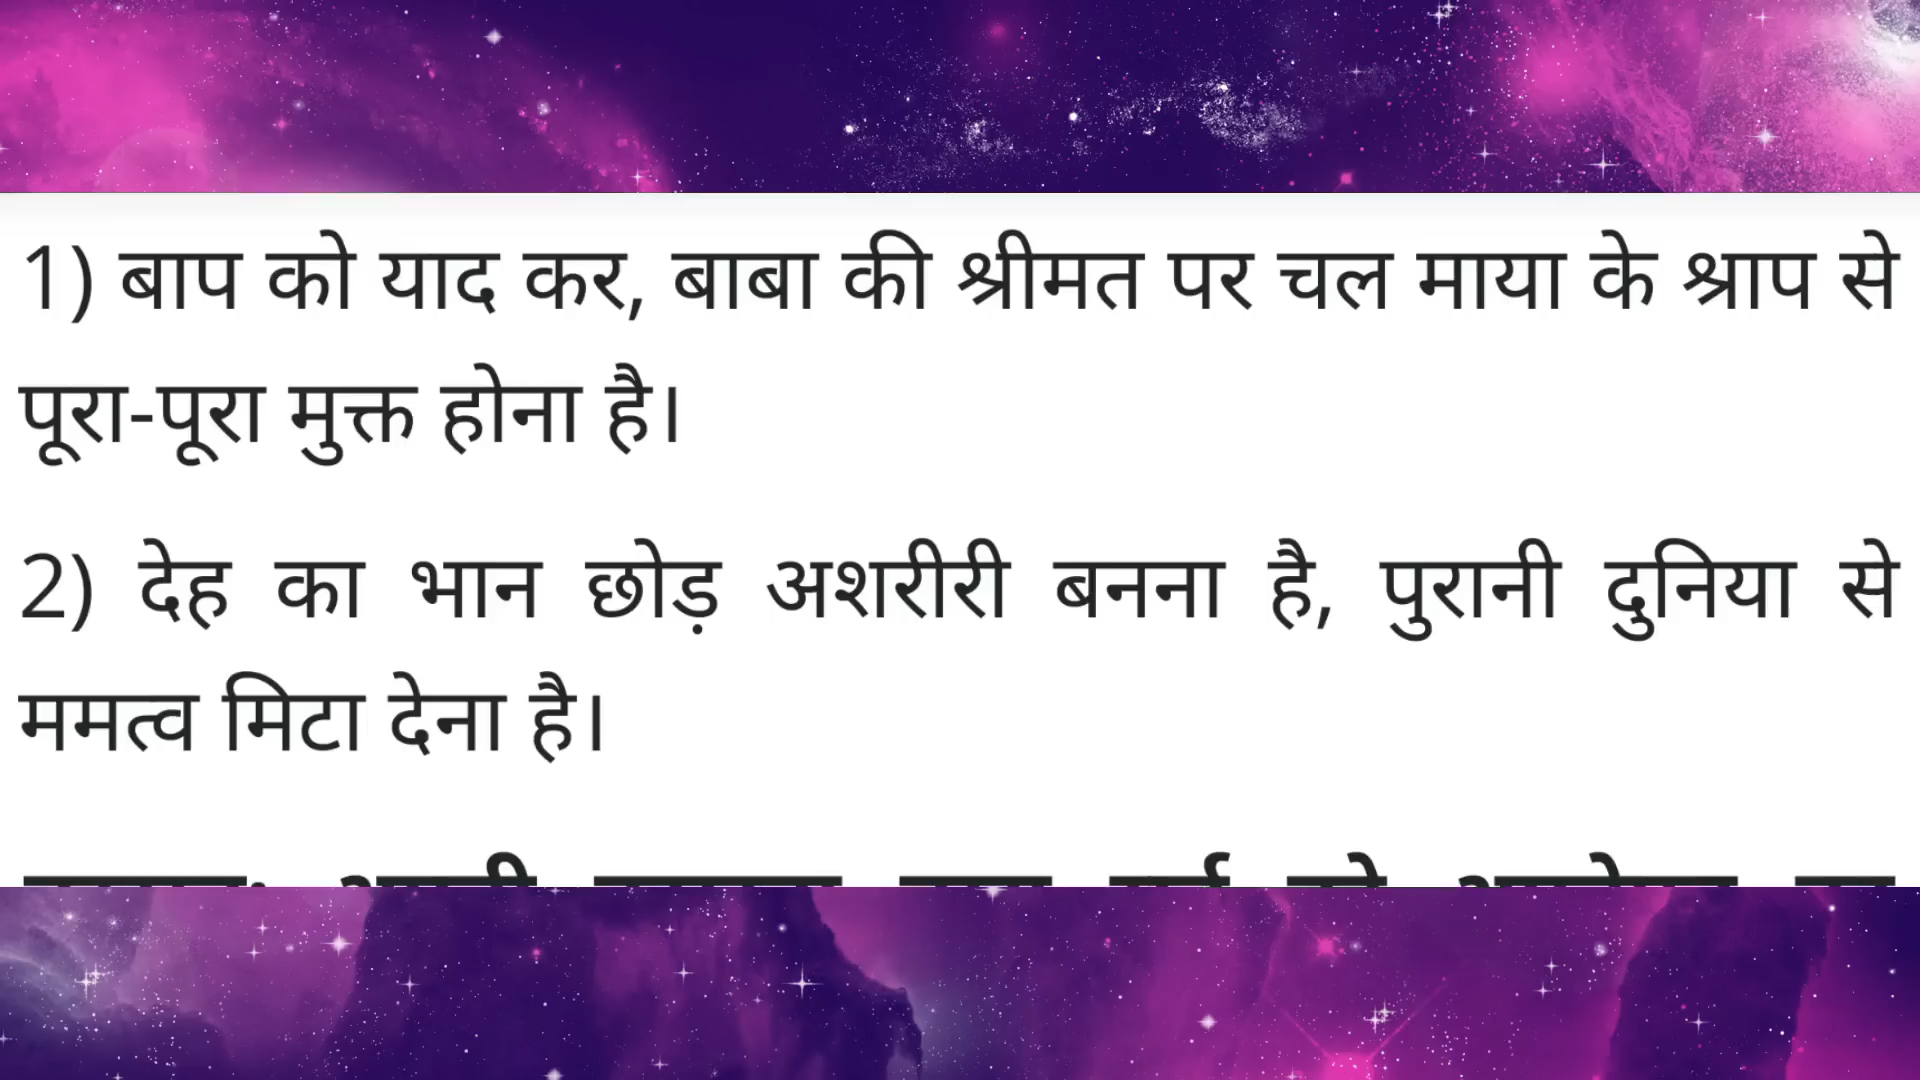 1) बाप को याद कर, बाबा की श्रीमत पर चल माया के श्राप से
पूरा-पूरा मुक्त होना है।
2) देह का भान छोड़ अशरीरी बनना है, पुरानी दुनिया से
ममत्व मिटा देना है।